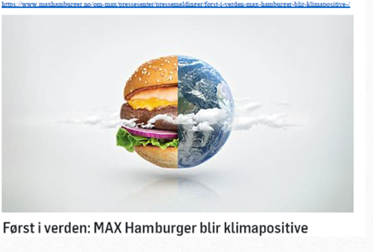 https://www.maxhamburger.no/om-max/pressesenter/pressemeldinger/forst-i-verden-max-hamburger-blir-klimapositive-/
Først i verden: MAX Hamburger blir klimapositive